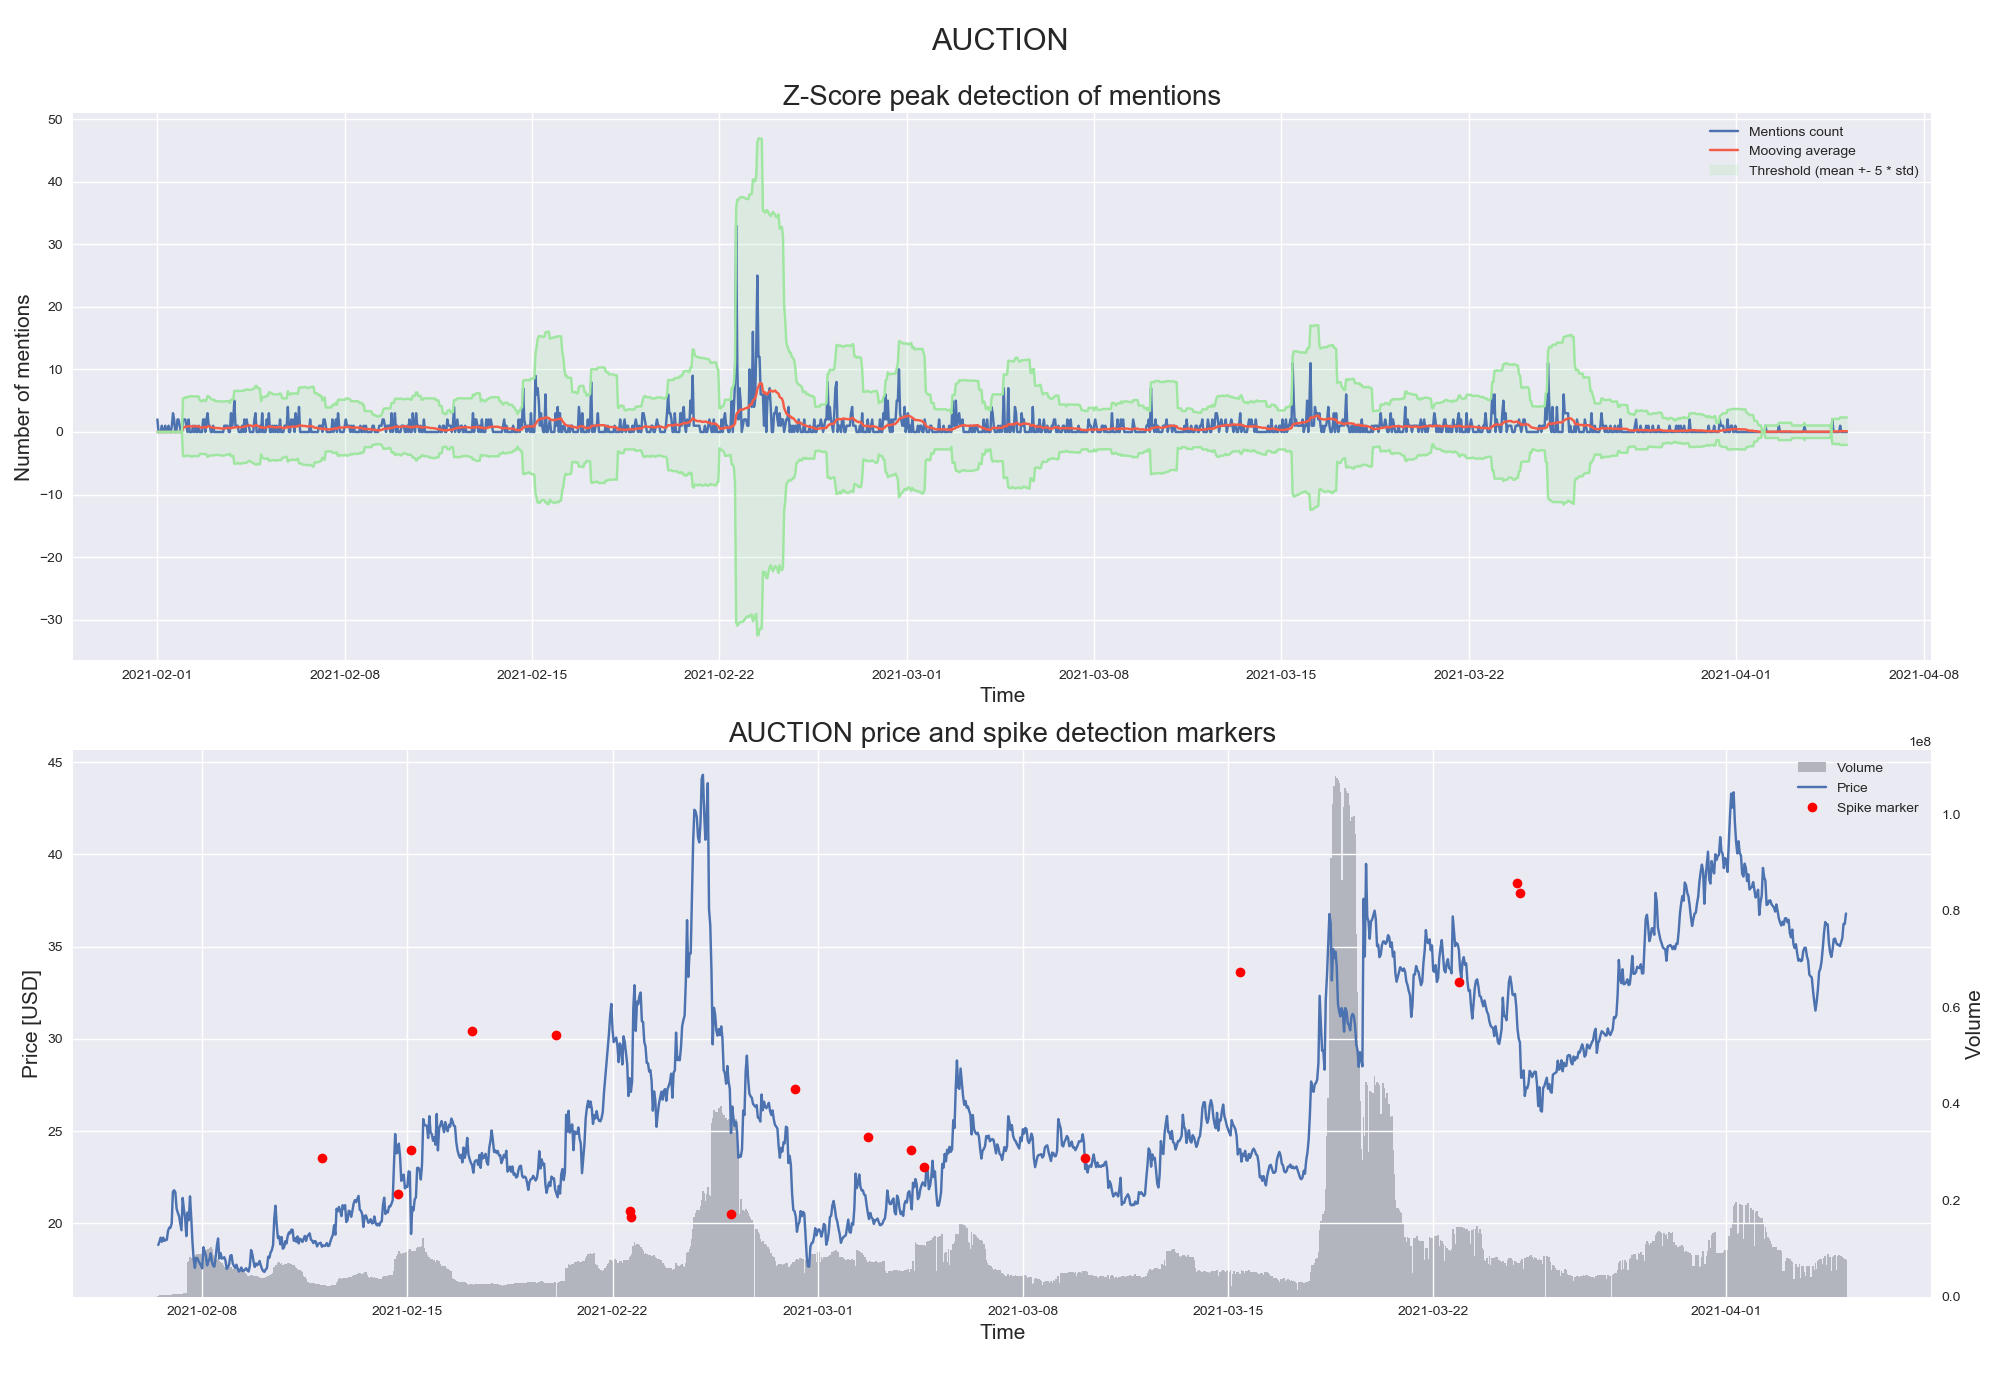 AUCTION
Z-Score peak detection of mentions
50
40
30
20
10
0
−10
−20
−30
Number of mentions
Mentions count
Mooving average
Threshold (mean +- 5 * std)
2021-02-01 2021-02-08 2021-02-15 2021-02-22 2021-03-01 2021-03-08 2021-03-15 2021-03-22 2021-04-01 2021-04-08
Time
AUCTION price and spike detection markers
1e8
45
40
35
30
25
20
Price [USD]
Volume
Price
Spike marker
1.0
0.8
0.6
0.4
0.2
0.0
Volume
2021-02-08 2021-02-15 2021-02-22 2021-03-01 2021-03-08 2021-03-15 2021-03-22 2021-04-01
Time